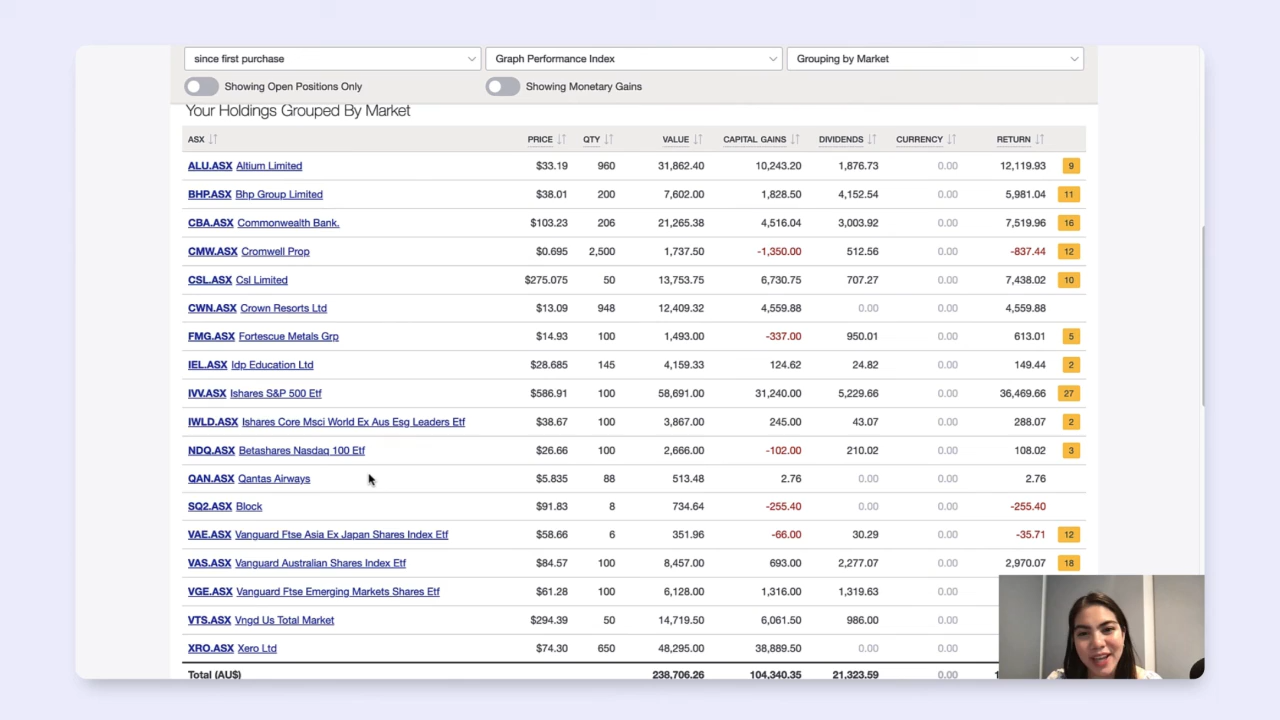 since first purchase Graph Performance Index Grouping by Market
Showing Open Positions Only Showing Monetary Gains
Your Holdings Grouped By Market
ASX PRICE QTY VALUE CAPITAL GAINS DIVIDENDS CURRENCY RETURN
ALU.ASX Altium Limited $33.19 960 31,862.40 10,243.20 1,876.73 0.00 12,119.93 9
BHP.ASX Bhp Group Limited $38.01 200 7,602.00 1,828.50 4,152.54 0.00 5,981.04 11
CBA.ASX Commonwealth Bank. $103.23 206 21,265.38 4,516.04 3,003.92 0.00 7,519.96 16
CMW.ASX Cromwell Prop $0.695 2,500 1,737.50 -1,350.00 512.56 0.00 -837.44 12
CSL.ASX Csl Limited $275.075 50 13,753.75 6,730.75 707.27 0.00 7,438.02 10
CWN.ASX Crown Resorts Ltd $13.09 948 12,409.32 4,559.88 0.00 0.00 4,559.88
FMG.ASX Fortescue Metals Grp $14.93 100 1,493.00 -337.00 950.01 0.00 613.01 5
IEL.ASX Idp Education Ltd $28.685 145 4,159.33 124.62 24.82 0.00 149.44 2
IVV.ASX Ishares S&P 500 Etf $586.91 100 58,691.00 31,240.00 5,229.66 0.00 36,469.66 27
IWLD.ASX Ishares Core Msci World Ex Aus Esg Leaders Etf $38.67 100 3,867.00 245.00 43.07 0.00 288.07 2
NDQ.ASX Betashares Nasdaq 100 Etf $26.66 100 2,666.00 -102.00 210.02 0.00 108.02 3
QAN.ASX Qantas Airways $5.835 88 513.48 2.76 0.00 0.00 2.76
SQ2.ASX Block $91.83 8 734.64 -255.40 0.00 0.00 -255.40
VAE.ASX Vanguard Ftse Asia Ex Japan Shares Index Etf $58.66 6 351.96 -66.00 30.29 0.00 -35.71 12
VAS.ASX Vanguard Australian Shares Index Etf $84.57 100 8,457.00 693.00 2,277.07 0.00 2,970.07 18
VGE.ASX Vanguard Ftse Emerging Markets Shares Etf $61.28 100 6,128.00 1,316.00 1,319.63 0.00
VTS.ASX Vngd Us Total Market $294.39 50 14,719.50 6,061.50 986.00 0.00
XRO.ASX Xero Ltd $74.30 650 48,295.00 38,889.50 0.00 0.00
Total (AU$) 238,706.26 104,340.35 21,323.59 0.00